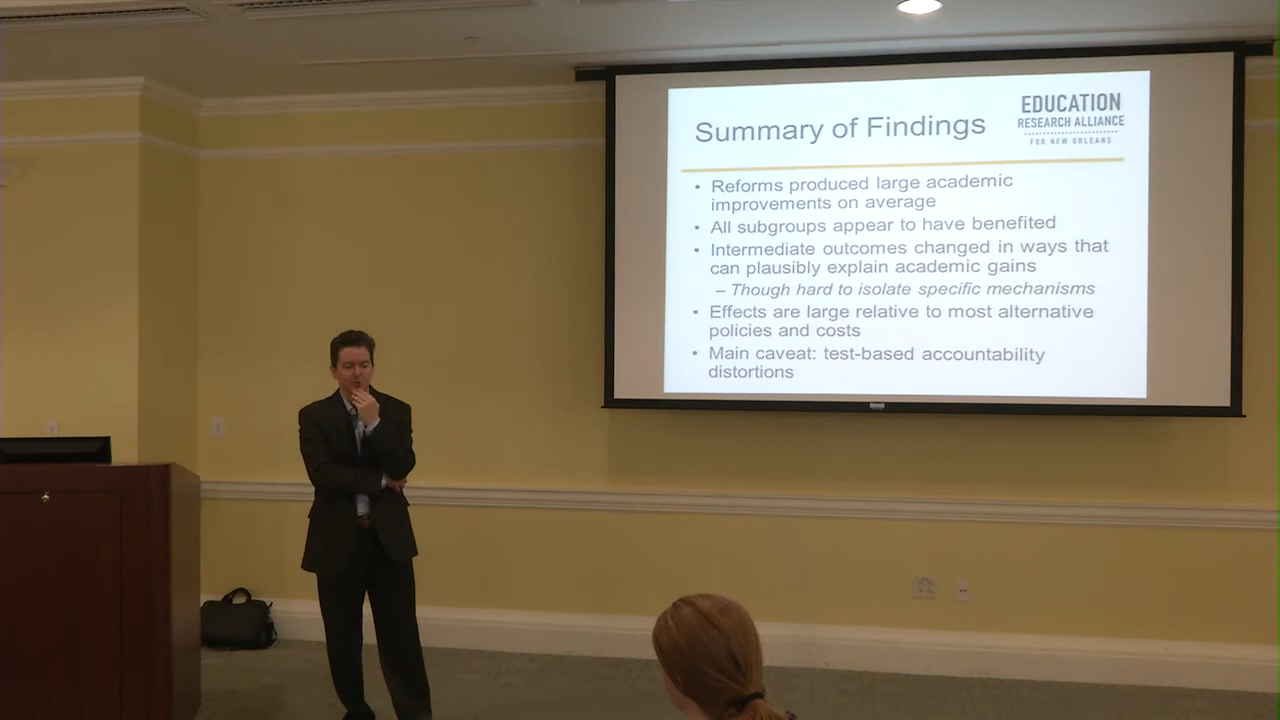 EDUCATION
RESEARCH ALLIANCE
FOR NEW ORLEANS
Summary of Findings
• Reforms produced large academic
improvements on average
• All subgroups appear to have benefited
• Intermediate outcomes changed in ways that
can plausibly explain academic gains
– Though hard to isolate specific mechanisms
• Effects are large relative to most alternative
policies and costs
• Main caveat: test-based accountability
distortions